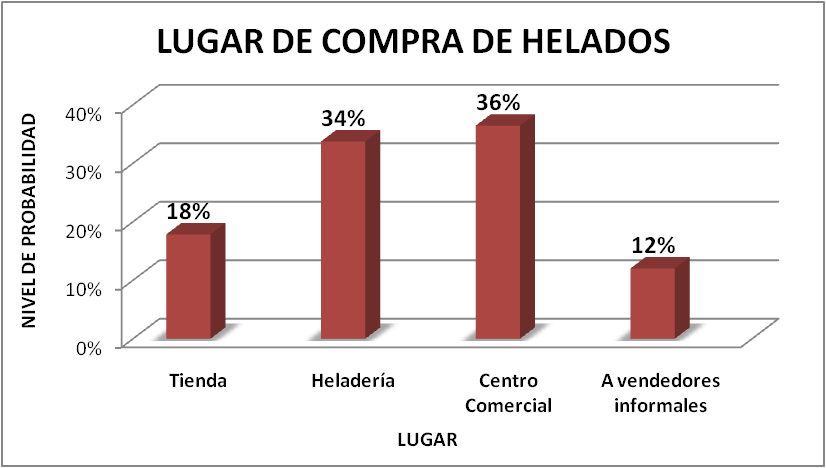 LUGAR DE COMPRA DE HELADOS
NIVEL DE PROBABILIDAD
40%
30%
20%
10%
0%
18%
34%
36%
12%
Tienda
Heladería
Centro
Comercial
A vendedores
informales
LUGAR